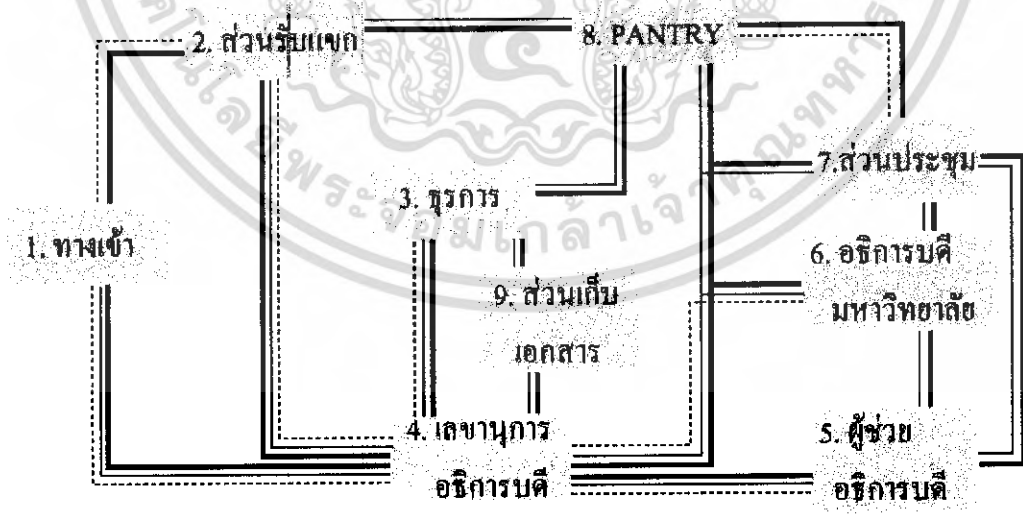 2. ส่วนรับแขก
8. PANTRY
7.ส่วนประชุม
3. ธุรการ
1. ทางเข้า
6. อธิการบดี
มหาวิทยาลัย
9. ส่วนเก็บ
เอกสาร
4. เลขานุการ
อธิการบดี
5. ผู้ช่วย
อธิการบดี